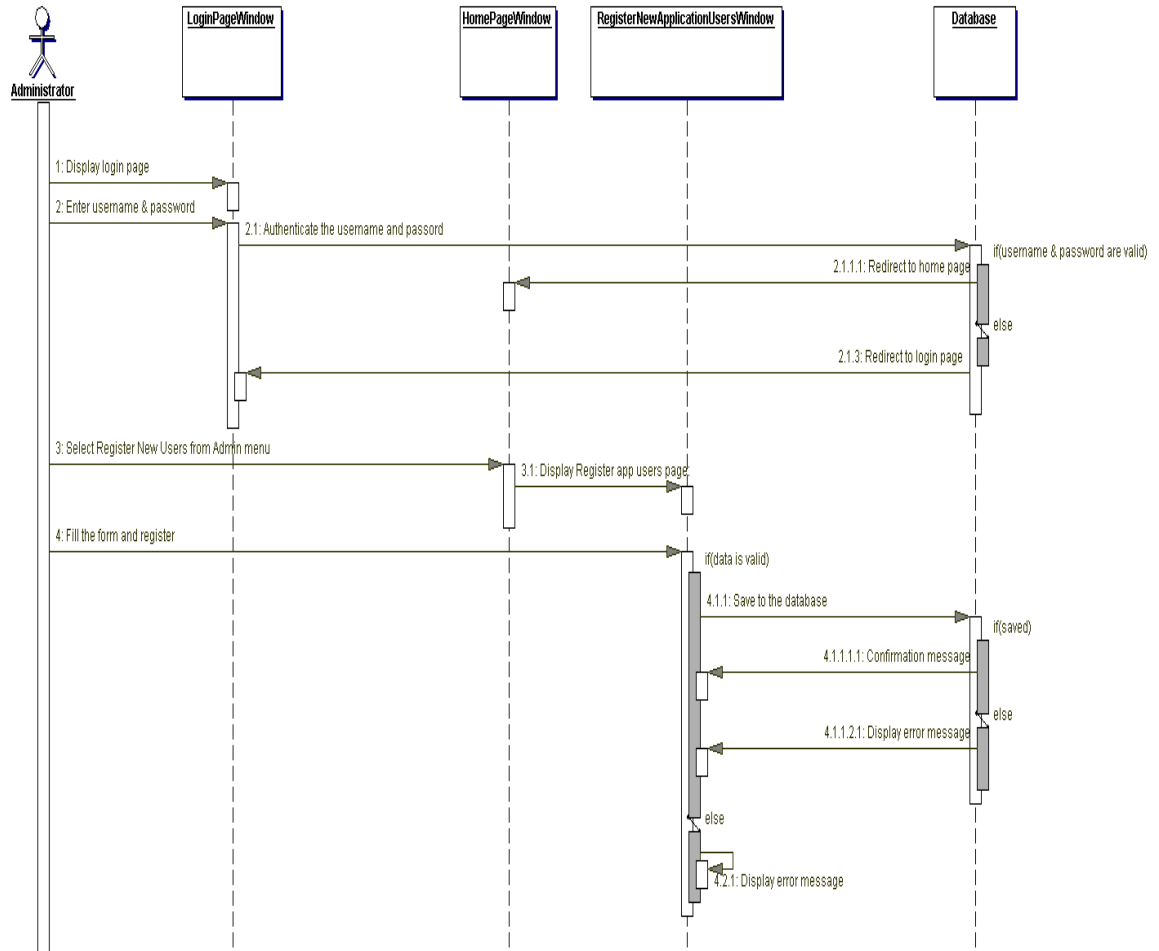 LoginPageWindow
HomePageWindow
RegisterNewApplicationUsersWindow
Database
Administrator
1: Display login page
2: Enter username & password
2.1: Authenticate the username and passord
if(username & password are valid)
2.1.1.1: Redirect to home page
else
2.1.3: Redirect to login page
3: Select Register New Users from Admin menu
3.1: Display Register app users page
4: Fill the form and register
if(data is valid)
4.1.1: Save to the database
if(saved)
4.1.1.1.1: Confirmation message
else
4.1.1.2.1: Display error message
else
4.2.1: Display error message